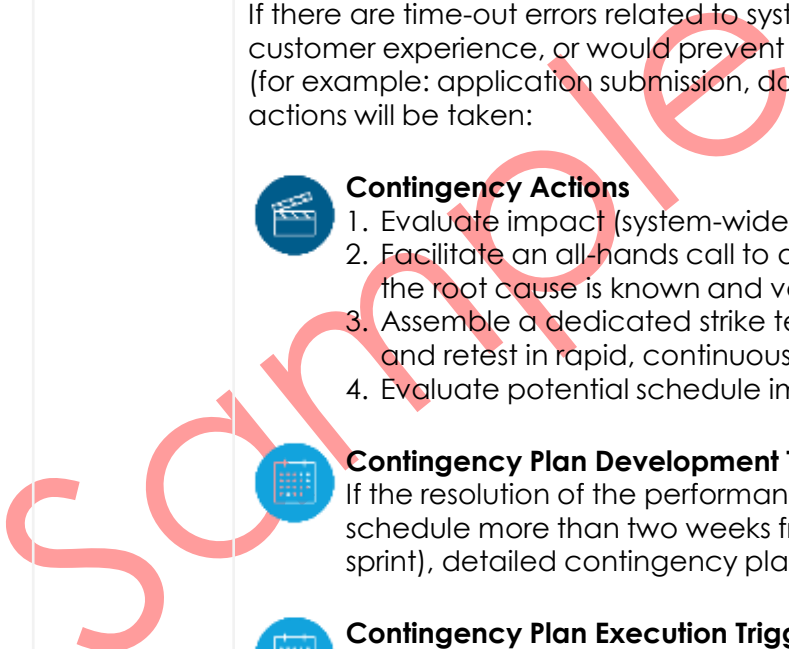 If there are time-out errors related to syst
customer experience, or would prevent
(for example: application submission, do
actions will be taken:
Contingency Actions
1. Evaluate impact (system-wide
2. Facilitate an all-hands call to d
the root cause is known and v
3. Assemble a dedicated strike te
and retest in rapid, continuous
4. Evaluate potential schedule im
Contingency Plan Development T
If the resolution of the performan
schedule more than two weeks fr
sprint), detailed contingency pla
Contingency Plan Execution Trigg
Sample